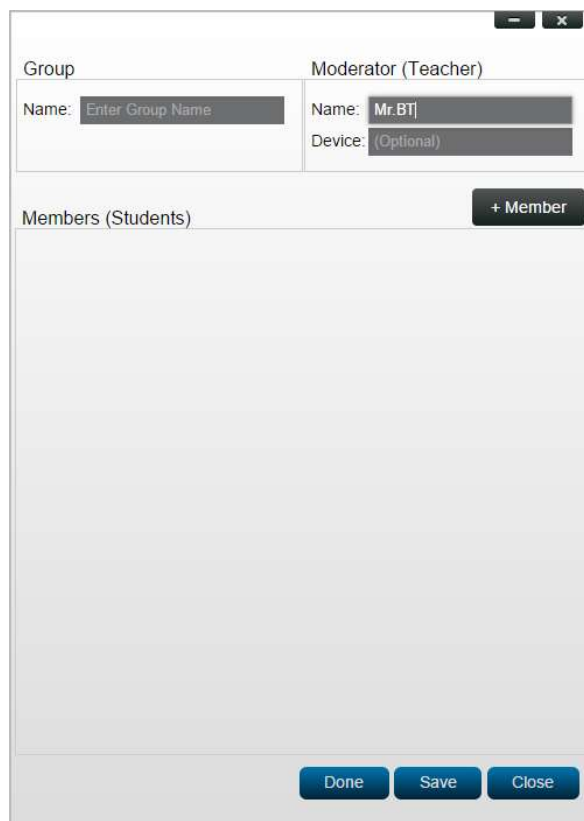 Group
Moderator (Teacher)
Name: Enter Group Name
Name: Mr.BT
Device: (Optional)
+ Member
Members (Students)
Done Save Close